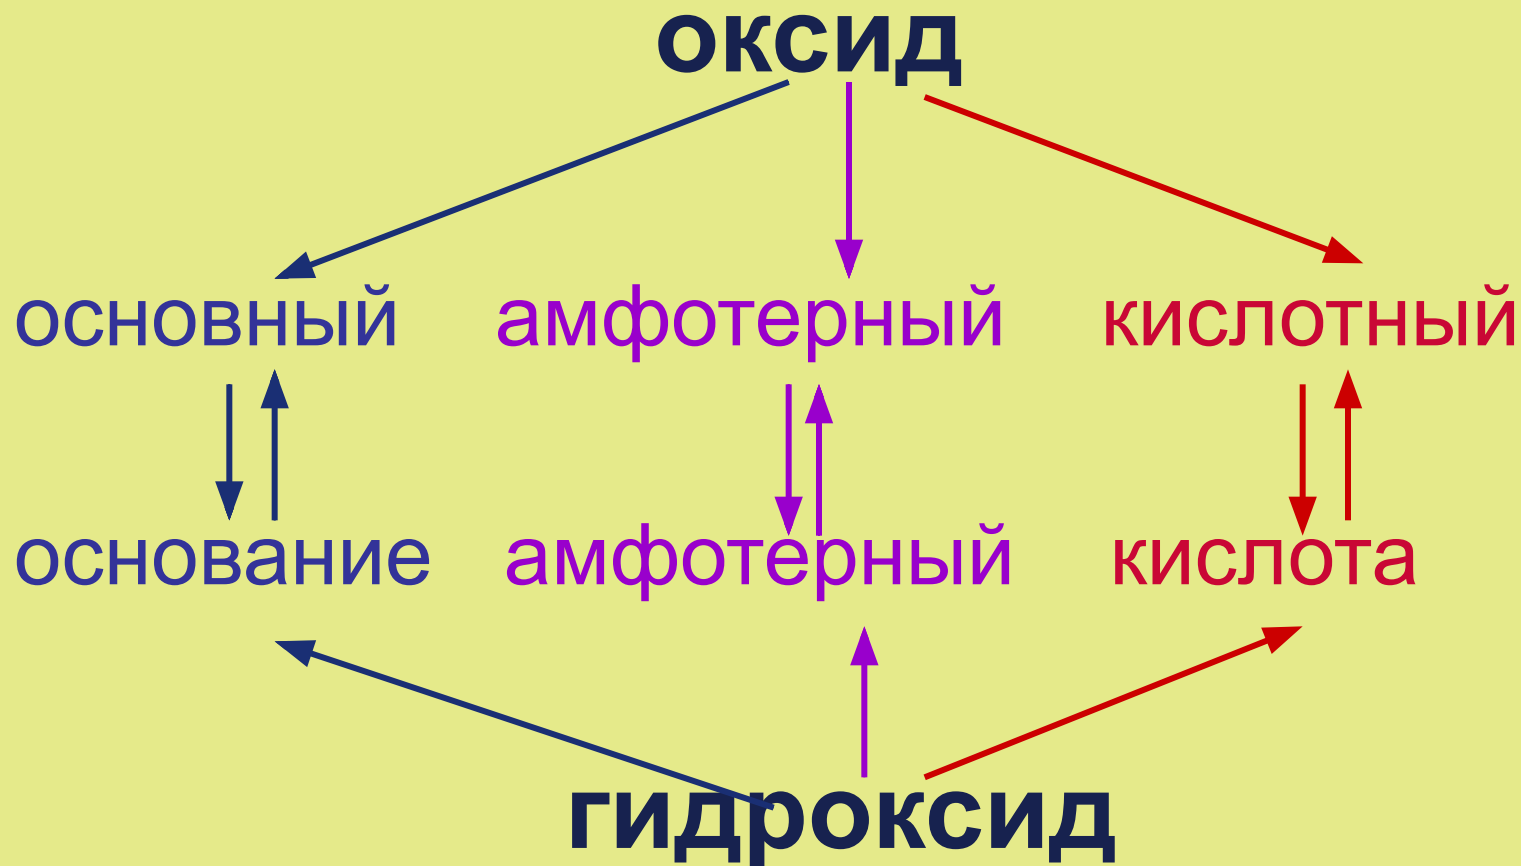 оксид
основный амфотерный кислотный
основание амфотерный кислота
гидроксид